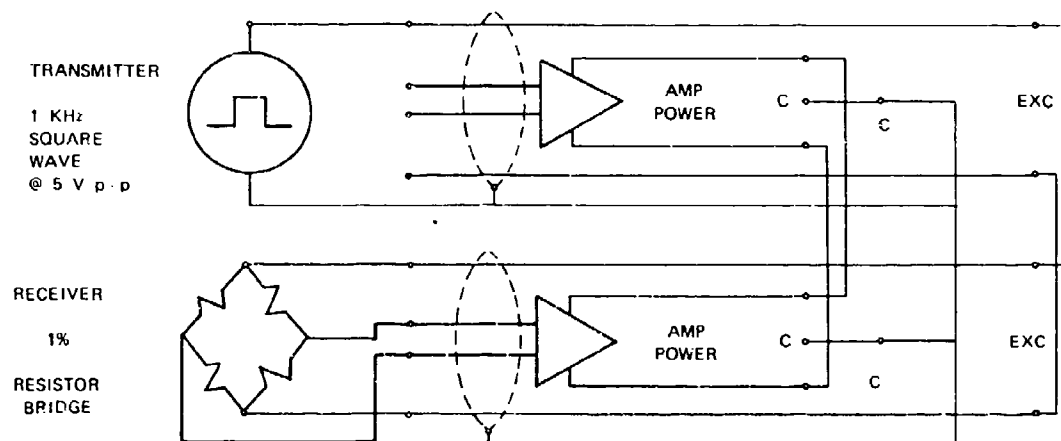 TRANSMITTER
1 KHz
SQUARE
WAVE
@ 5 V p-p
AMP
POWER
C
C
EXC
RECEIVER
1%
RESISTOR
BRIDGE
AMP
POWER
C
C
EXC